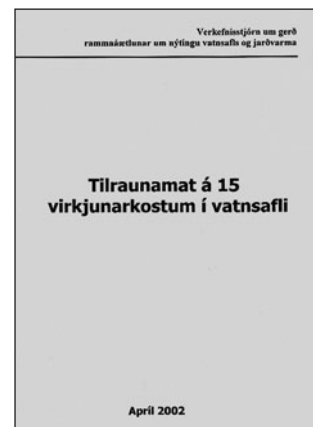 Verkefnisstjórn um gerð
rammaáætlunar um nýtingu vatnsafls og jarðvarma
Tilraunamat á 15
virkjunarkostum í vatnsafli
Apríl 2002